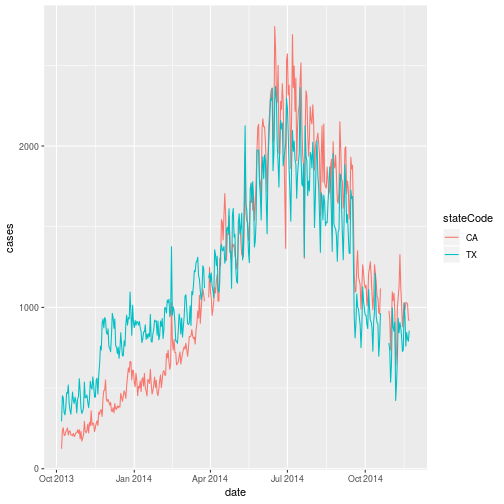 cases
2000
1000
0
Oct 2013
Jan 2014
Apr 2014
Jul 2014
Oct 2014
date
stateCode
CA
TX